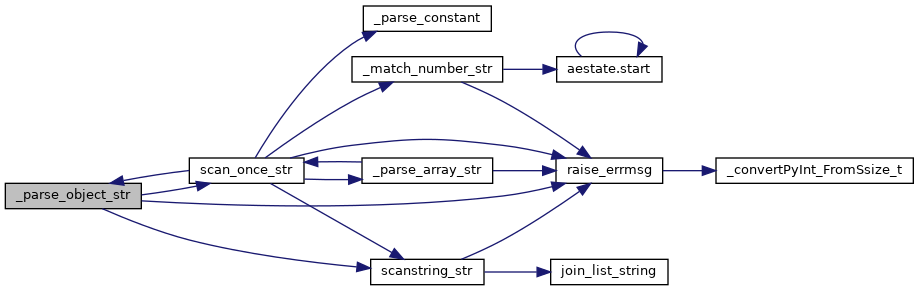 _parse_constant
_match_number_str
aestate.start
scan_once_str
_parse_array_str
raise_errmsg
_convertPyInt_FromSsize_t
_parse_object_str
scanstring_str
join_list_string